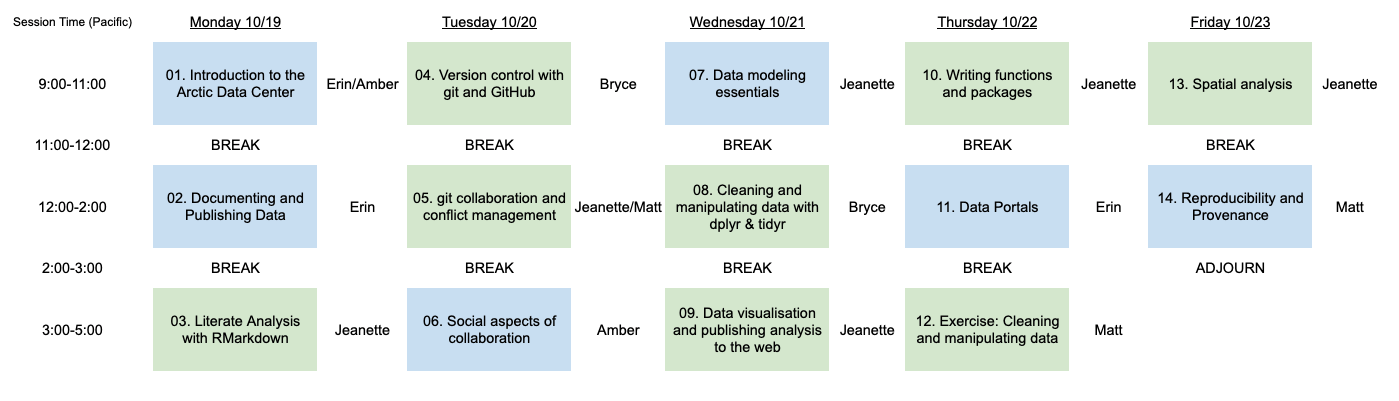 Session Time (Pacific) Monday 10/19 Tuesday 10/20 Wednesday 10/21 Thursday 10/22 Friday 10/23
9:00-11:00
01. Introduction to the
Arctic Data Center
Erin/Amber
04. Version control with
git and GitHub
Bryce
07. Data modeling
essentials
Jeanette
10. Writing functions
and packages
Jeanette
13. Spatial analysis
Jeanette
11:00-12:00 BREAK BREAK BREAK BREAK BREAK
12:00-2:00
02. Documenting and
Publishing Data
Erin
05. git collaboration and
conflict management
Jeanette/Matt
08. Cleaning and
manipulating data with
dplyr & tidyr
Bryce
11. Data Portals
Erin
14. Reproducibility and
Provenance
Matt
2:00-3:00 BREAK BREAK BREAK BREAK ADJOURN
3:00-5:00
03. Literate Analysis
with RMarkdown
Jeanette
06. Social aspects of
collaboration
Amber
09. Data visualisation
and publishing analysis
to the web
Jeanette
12. Exercise: Cleaning
and manipulating data
Matt